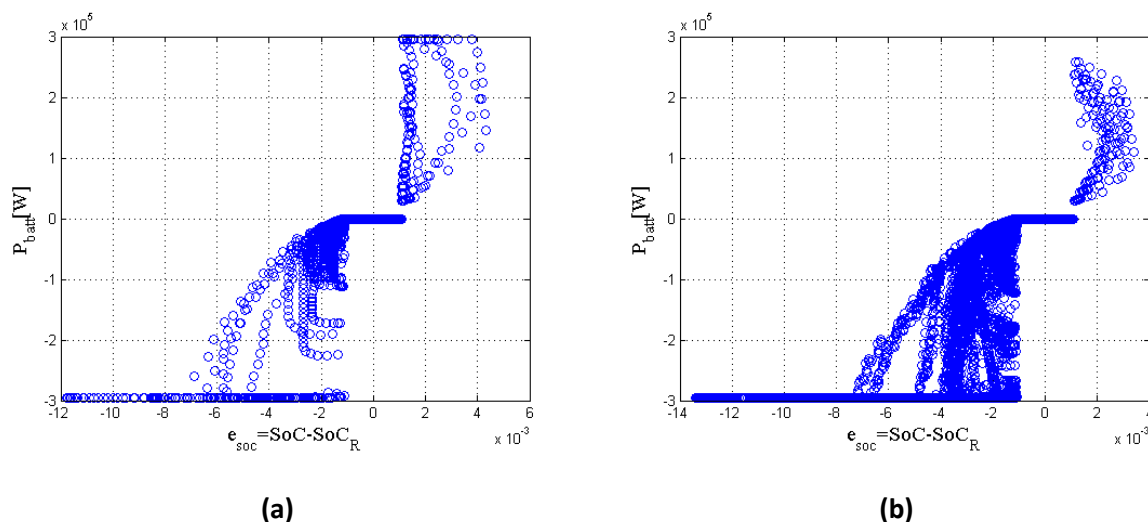 x 10^5
3
2
1
0
-1
-2
-3
P_batt[W]
-12 -10 -8 -6 -4 -2 0 2 4 6
e_soc=SoC-SoC_R
x 10^-3
(a)
x 10^5
3
2
1
0
-1
-2
-3
P_batt[W]
-14 -12 -10 -8 -6 -4 -2 0 2 4
e_soc=SoC-SoC_R
x 10^-3
(b)